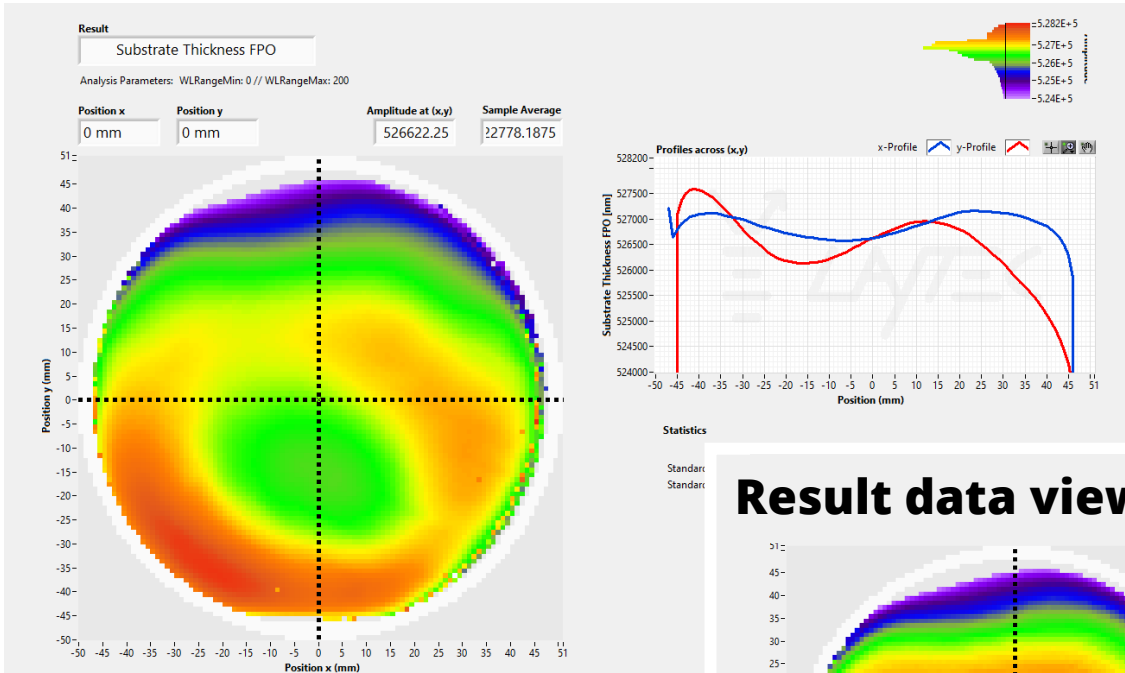 Result
Substrate Thickness FPO
Analysis Parameters: WLRangeMin: 0 // WLRangeMax: 200
Position x
Position y
Amplitude at (x,y)
Sample Average
0 mm
0 mm
526622.25
22778.1875
5.282E+5
5.27E+5
5.26E+5
5.25E+5
5.24E+5
51
45
40
35
30
25
20
15
10
5
0
-5
-10
-15
-20
-25
-30
-35
-40
-45
-50
Position y (mm)
-50 -45 -40 -35 -30 -25 -20 -15 -10 -5 0 5 10 15 20 25 30 35 40 45 51
Position x (mm)
Profiles across (x,y)
x-Profile
y-Profile
528200
527500
527000
526500
526000
525500
525000
524500
524000
Substrate Thickness FPO [nm]
-50 -45 -40 -35 -30 -25 -20 -15 -10 -5 0 5 10 15 20 25 30 35 40 45 51
Position (mm)
Statistics
Result data view
51
45
40
35
30
25